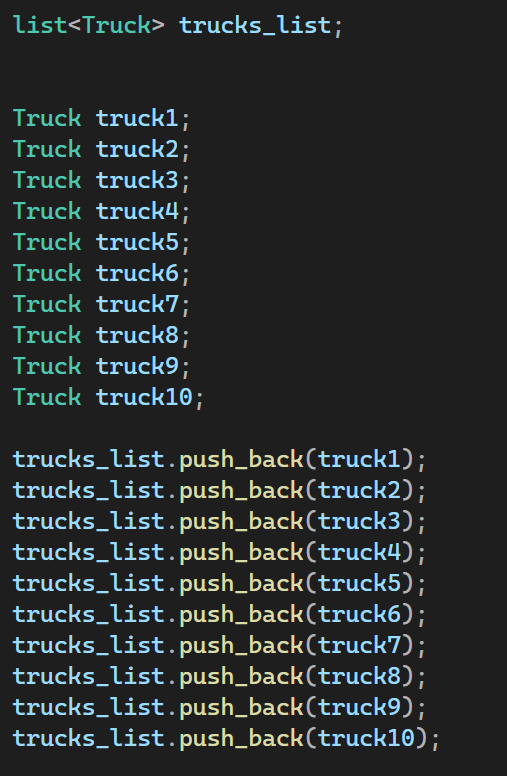 list<Truck> trucks_list;
Truck truck1;
Truck truck2;
Truck truck3;
Truck truck4;
Truck truck5;
Truck truck6;
Truck truck7;
Truck truck8;
Truck truck9;
Truck truck10;
trucks_list.push_back(truck1);
trucks_list.push_back(truck2);
trucks_list.push_back(truck3);
trucks_list.push_back(truck4);
trucks_list.push_back(truck5);
trucks_list.push_back(truck6);
trucks_list.push_back(truck7);
trucks_list.push_back(truck8);
trucks_list.push_back(truck9);
trucks_list.push_back(truck10);